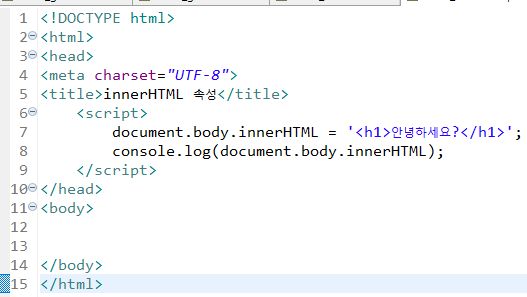 1 <!DOCTYPE html>
2 <html>
3 <head>
4 <meta charset="UTF-8">
5 <title>innerHTML 속성</title>
6     <script>
7         document.body.innerHTML = '<h1>안녕하세요?</h1>';
8         console.log(document.body.innerHTML);
9     </script>
10 </head>
11 <body>
12
13
14 </body>
15 </html>